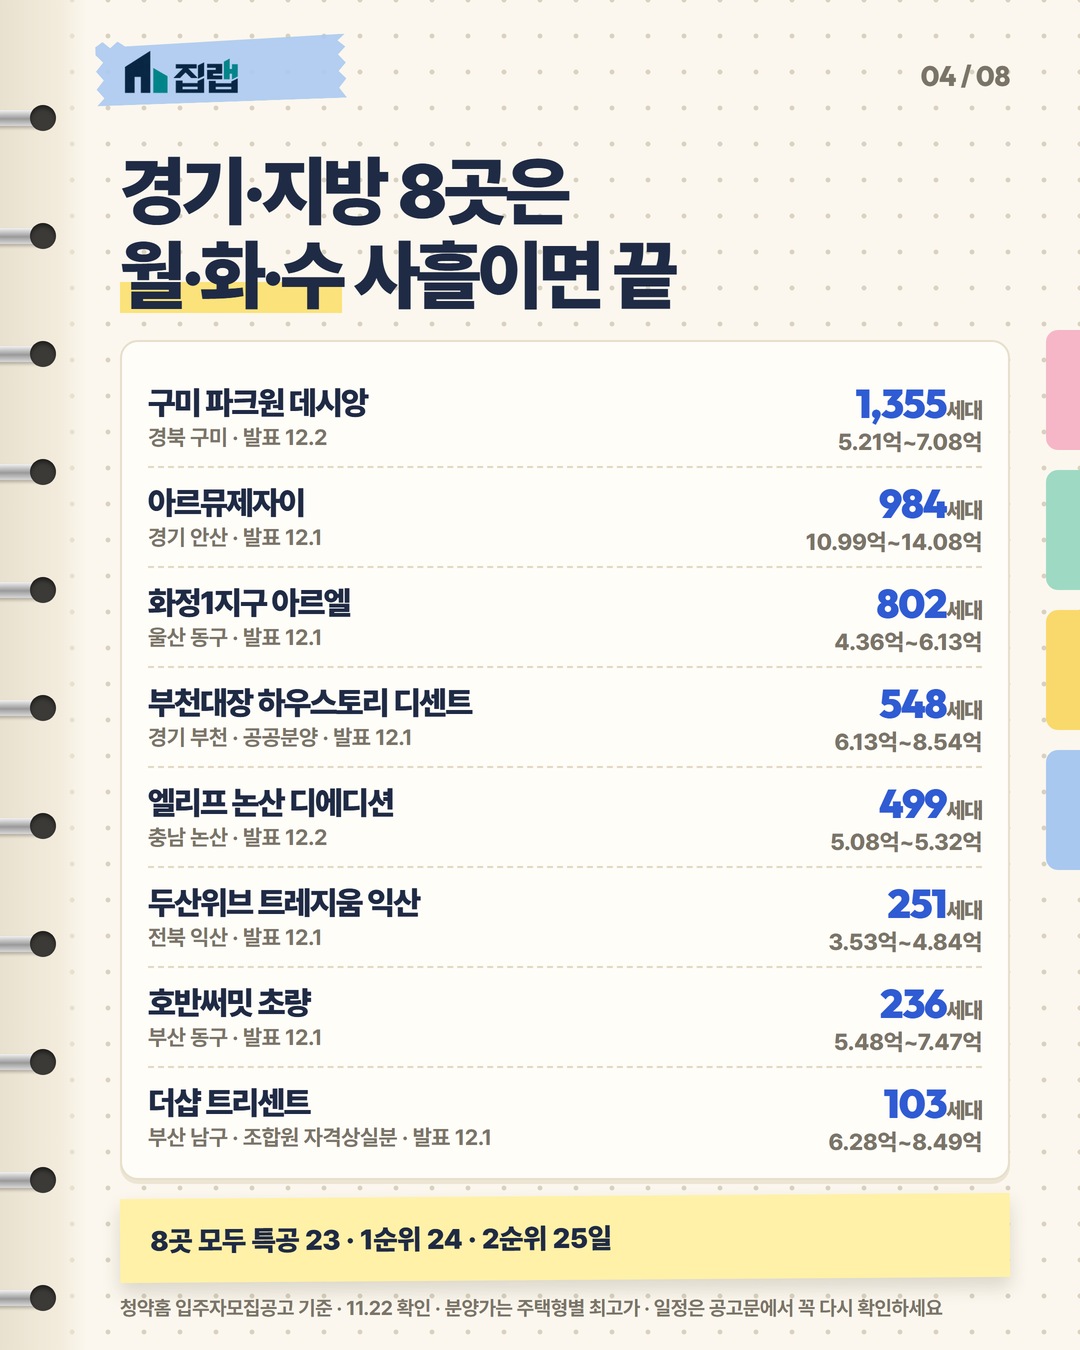 집랩
04 / 08
경기·지방 8곳은
월·화·수 사흘이면 끝
구미 파크원 데시앙
1,355세대
경북 구미 · 발표 12.2
5.21억~7.08억
아르뮤제자이
984세대
경기 안산 · 발표 12.1
10.99억~14.08억
화정1지구 아르엘
802세대
울산 동구 · 발표 12.1
4.36억~6.13억
부천대장 하우스토리 디센트
548세대
경기 부천 · 공공분양 · 발표 12.1
6.13억~8.54억
엘리프 논산 디에디션
499세대
충남 논산 · 발표 12.2
5.08억~5.32억
두산위브 트레지움 익산
251세대
전북 익산 · 발표 12.1
3.53억~4.84억
호반써밋 초량
236세대
부산 동구 · 발표 12.1
5.48억~7.47억
더샵 트리센트
103세대
부산 남구 · 조합원 자격상실분 · 발표 12.1
6.28억~8.49억
8곳 모두 특공 23 · 1순위 24 · 2순위 25일
청약홈 입주자모집공고 기준 · 11.22 확인 · 분양가는 주택형별 최고가 · 일정은 공고문에서 꼭 다시 확인하세요